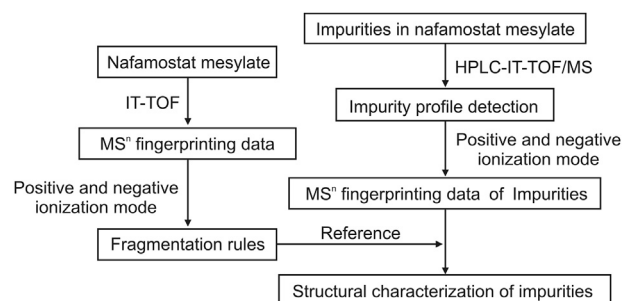 Impurities in nafamostat mesylate
Nafamostat mesylate
HPLC-IT-TOF/MS
IT-TOF
Impurity profile detection
MSⁿ fingerprinting data
Positive and negative
ionization mode
Positive and negative
ionization mode
MSⁿ fingerprinting data of Impurities
Fragmentation rules
Reference
Structural characterization of impurities